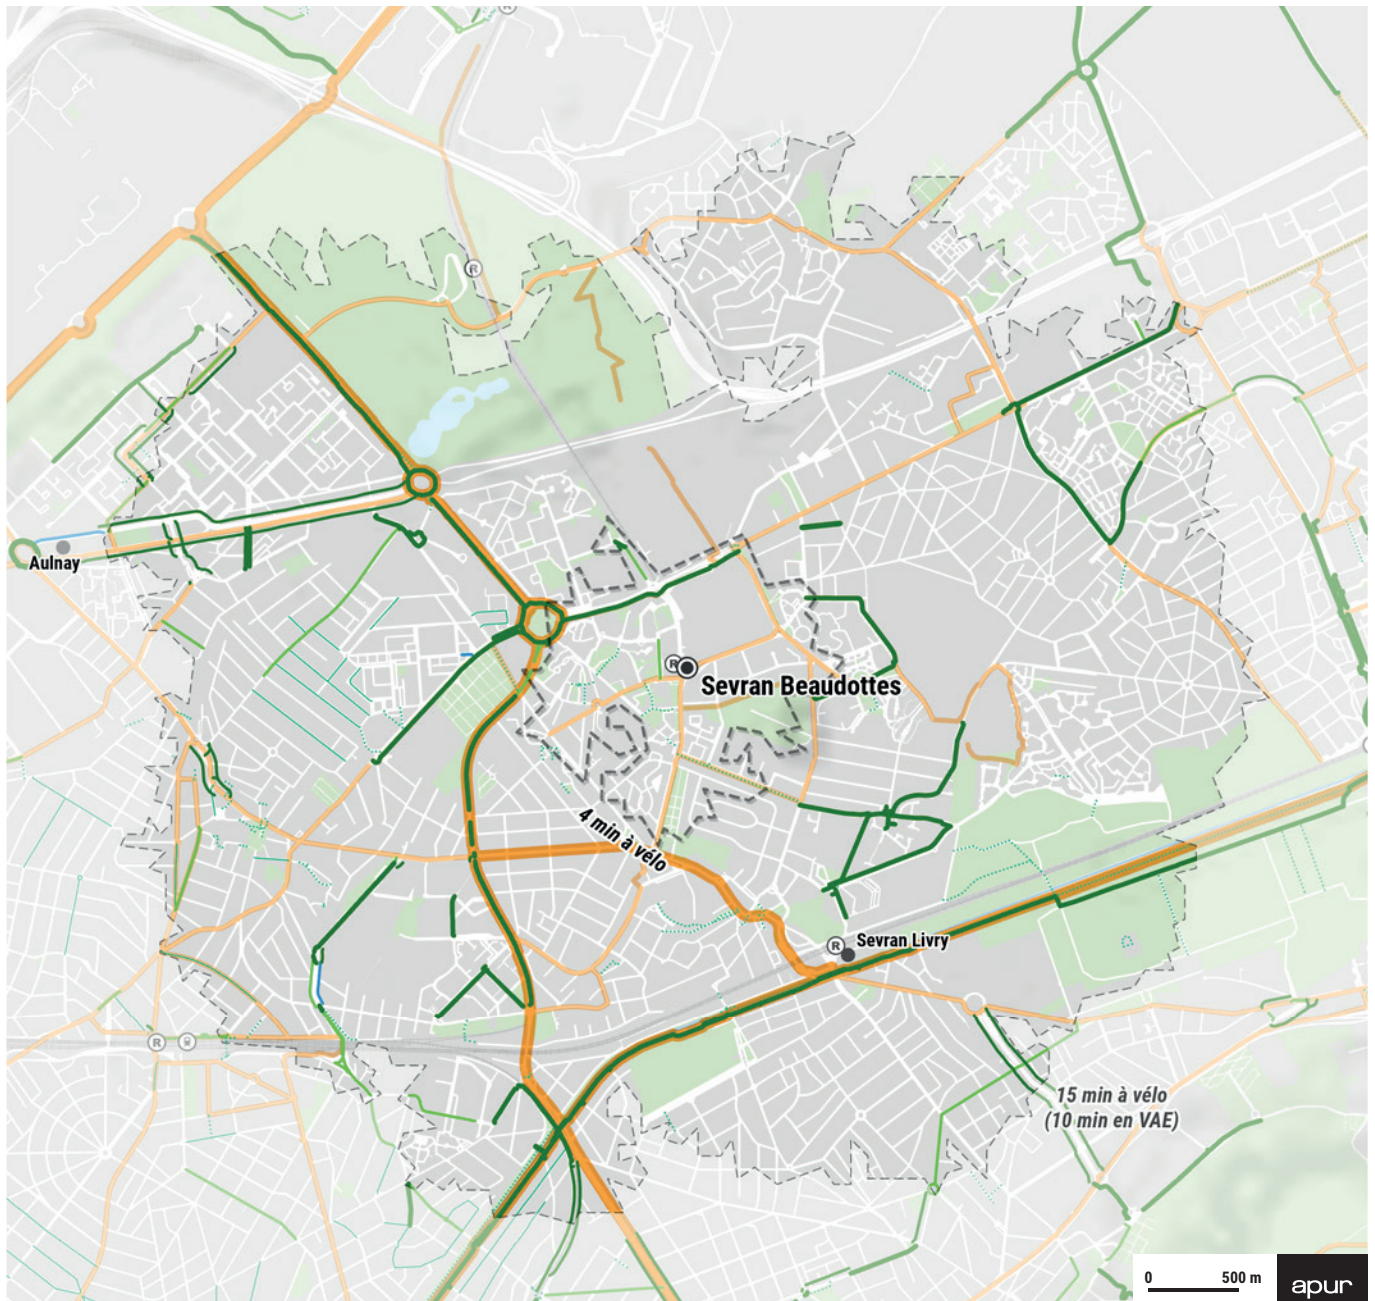 R
R
Aulnay
R
Sevran Beaudottes
4 min à vélo
R
Sevran Livry
R
15 min à vélo
(10 min en VAE)
0 500 m
apur